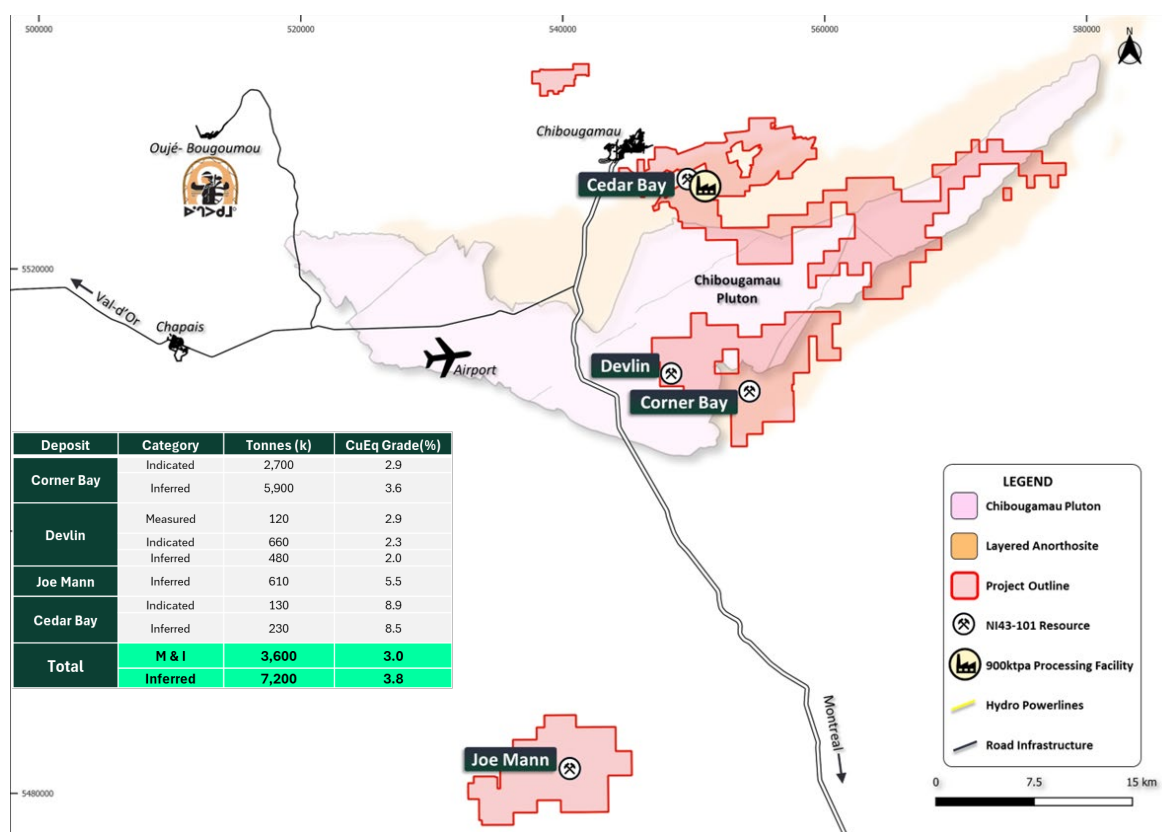 500000
520000
540000
560000
580000
N
Chibougamau
Oujé- Bougoumou
Cedar Bay
5520000
Chibougamau
Pluton
Val-d'Or
Chapais
Airport
Devlin
Corner Bay
Deposit Category Tonnes (k) CuEq Grade(%)
Corner Bay
Indicated 2,700 2.9
Inferred 5,900 3.6
Devlin
Measured 120 2.9
Indicated 660 2.3
Inferred 480 2.0
Joe Mann Inferred 610 5.5
Cedar Bay
Indicated 130 8.9
Inferred 230 8.5
Total
M & I 3,600 3.0
Inferred 7,200 3.8
LEGEND
Chibougamau Pluton
Layered Anorthosite
Project Outline
NI43-101 Resource
900ktpa Processing Facility
Hydro Powerlines
Road Infrastructure
Montreal
Joe Mann
0 7.5 15 km
5480000